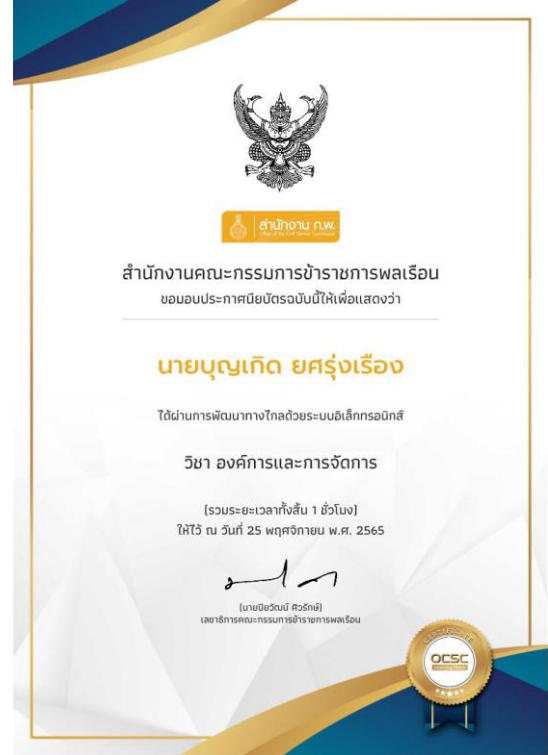 สำนักงาน ก.พ.
Office of the Civil Service Commission
สำนักงานคณะกรรมการข้าราชการพลเรือน
ขอมอบประกาศนียบัตรฉบับนี้ให้เพื่อแสดงว่า
นายบุญเกิด ยศรุ่งเรือง
ได้ผ่านการพัฒนาทางไกลด้วยระบบอิเล็กทรอนิกส์
วิชา องค์การและการจัดการ
(รวมระยะเวลาทั้งสิ้น 1 ชั่วโมง)
ให้ไว้ ณ วันที่ 25 พฤศจิกายน พ.ศ. 2565
(นายปิยวัฒน์ ศิวรักษ์)
เลขาธิการคณะกรรมการข้าราชการพลเรือน
CERTIFICATE
OCSC